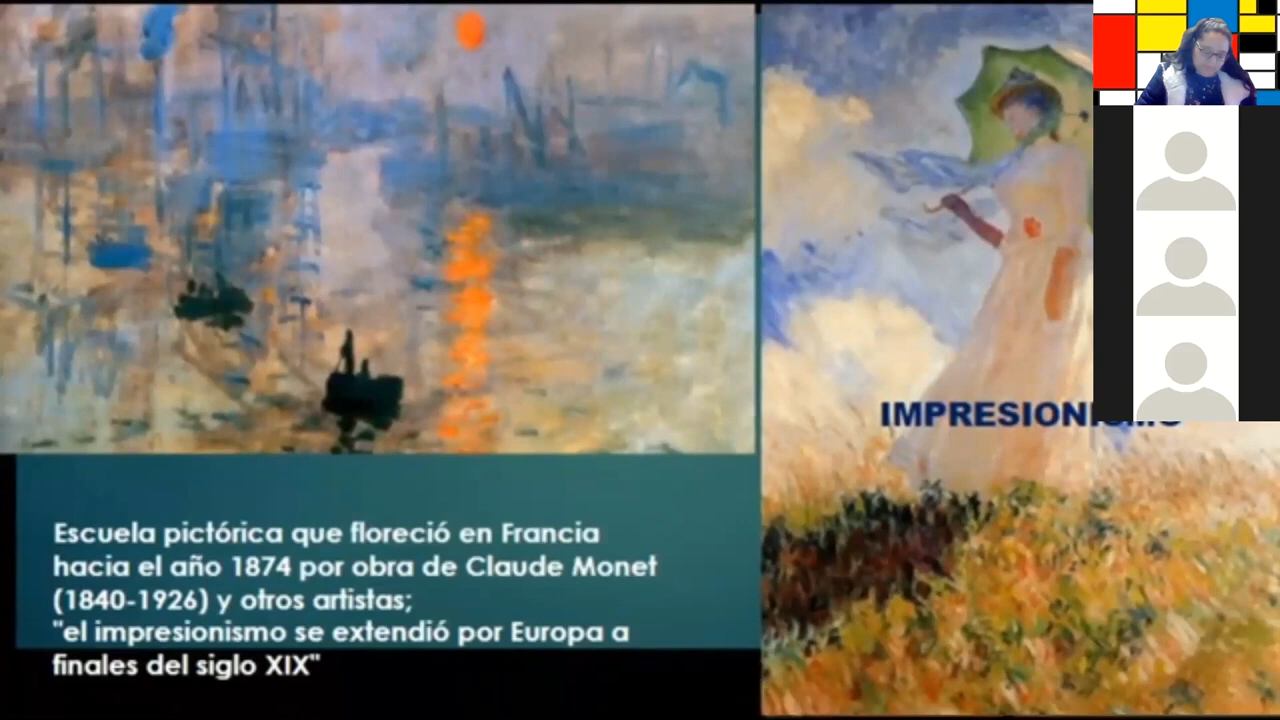 IMPRESIONISMO
Escuela pictórica que floreció en Francia
hacia el año 1874 por obra de Claude Monet
(1840-1926) y otros artistas;
"el impresionismo se extendió por Europa a
finales del siglo XIX"